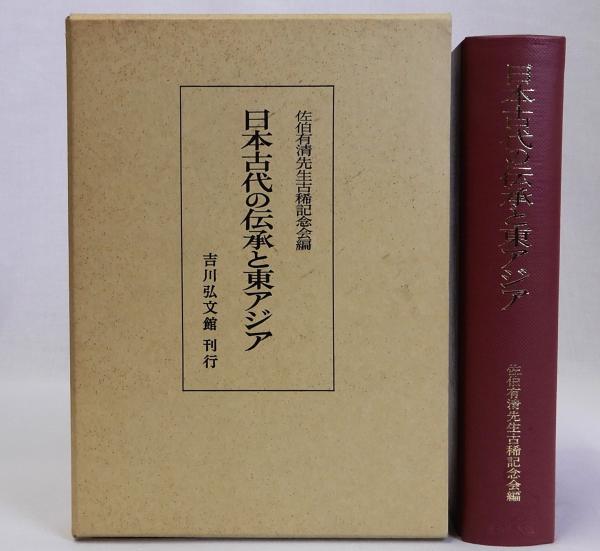 佐伯有清先生古稀記念会編
日本古代の伝承と東アジア
吉川弘文館 刊行
日本古代の伝承と東アジア
佐伯有清先生古稀記念会編